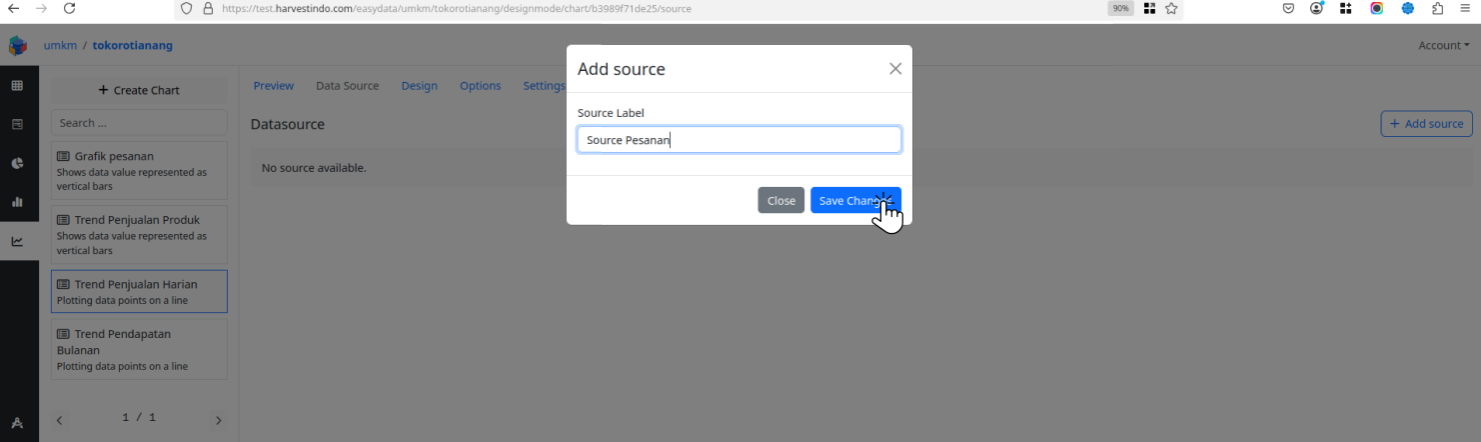 https://test.harvestindo.com/easydata/umkm/tokorotianang/designmode/chart/b3989f71de25/source
90%
umkm / tokorotianang
Account
+ Create Chart
Search ...
Grafik pesanan
Shows data value represented as
vertical bars
Trend Penjualan Produk
Shows data value represented as
vertical bars
Trend Penjualan Harian
Plotting data points on a line
Trend Pendapatan
Bulanan
Plotting data points on a line
1 / 1
Preview Data Source Design Options Settings
Datasource
+ Add source
No source available.
Add source
Source Label
Source Pesanan
Close
Save